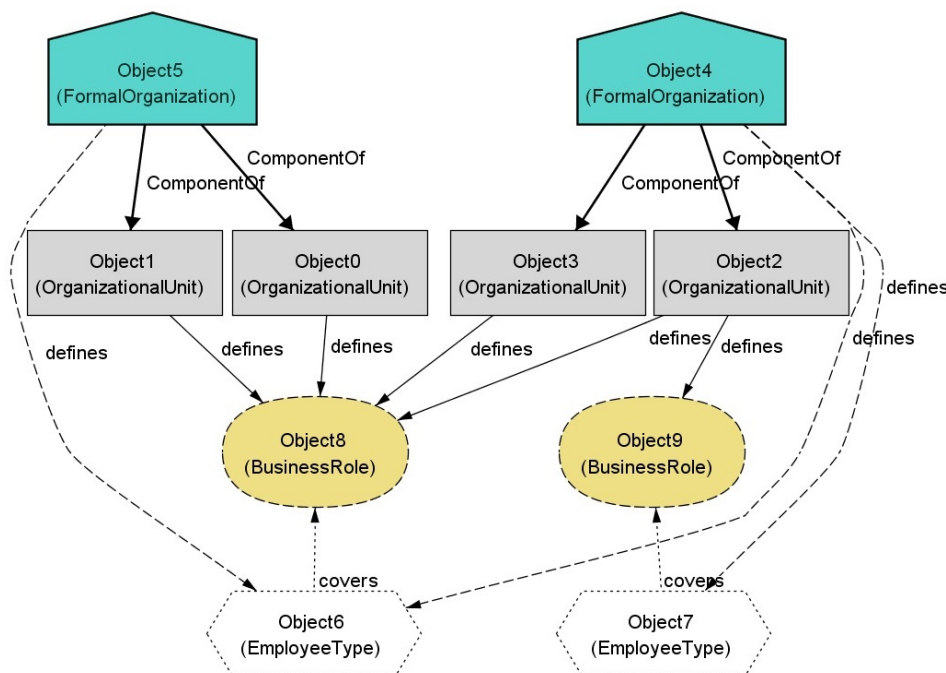 Object5
(FormalOrganization)
Object4
(FormalOrganization)
ComponentOf
ComponentOf
ComponentOf
ComponentOf
Object1
(OrganizationalUnit)
Object0
(OrganizationalUnit)
Object3
(OrganizationalUnit)
Object2
(OrganizationalUnit)
defines
defines
defines
defines
defines
defines
defines
defines
Object8
(BusinessRole)
Object9
(BusinessRole)
covers
covers
Object6
(EmployeeType)
Object7
(EmployeeType)